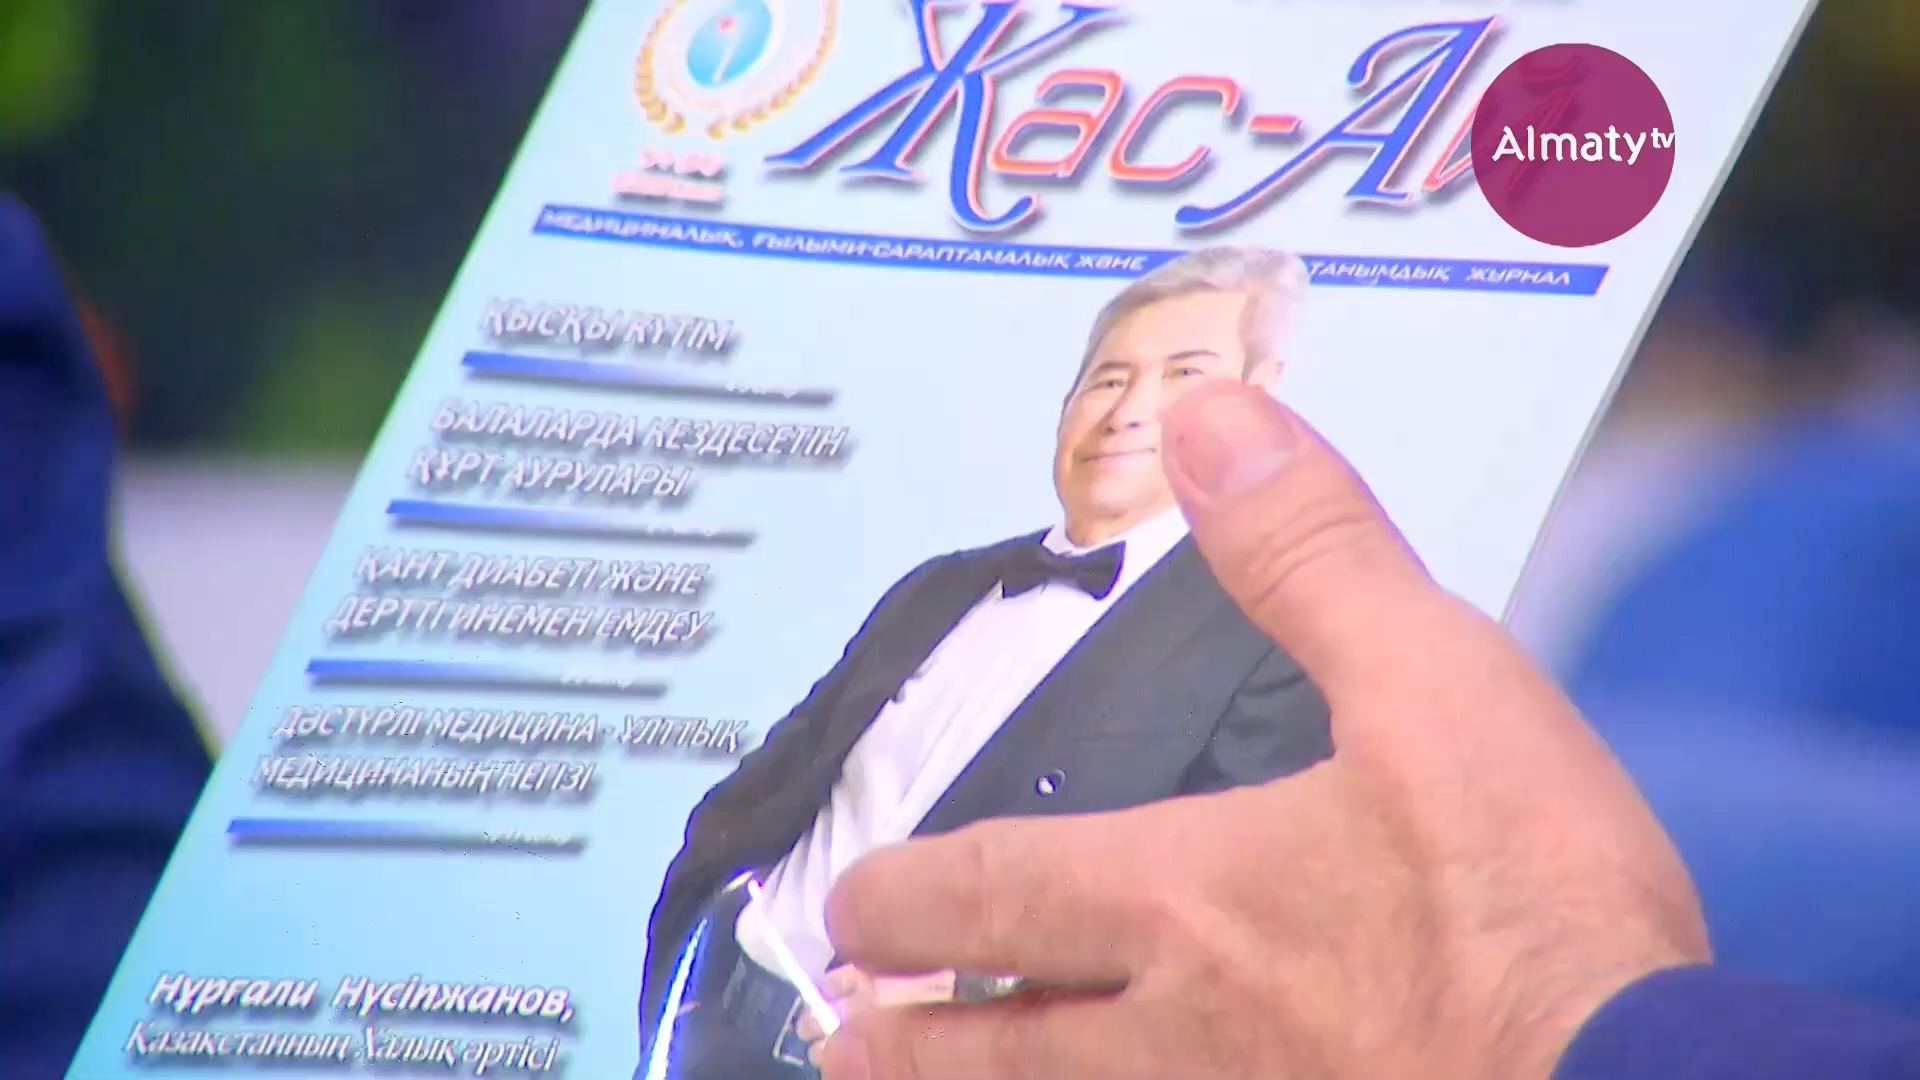 Жас-Ай
Almaty tv
МЕДИЦИНАЛЫҚ, ҒЫЛЫМИ-САРАПТАМАЛЫҚ ЖӘНЕ ТАНЫМДЫҚ ЖУРНАЛ
ҚЫСҚЫ КҮТІМ
БАЛАЛАРДА КЕЗДЕСЕТІН
ҚҰРТ АУРУЛАРЫ
ҚАНТ ДИАБЕТІ ЖӘНЕ
ДЕРТТІ ИНЕМЕН ЕМДЕУ
ДӘСТҮРЛІ МЕДИЦИНА - ҰЛТТЫҚ
МЕДИЦИНАНЫҢ НЕГІЗІ
Нұрғали Нүсіпжанов,
Қазақстанның Халық әртісі